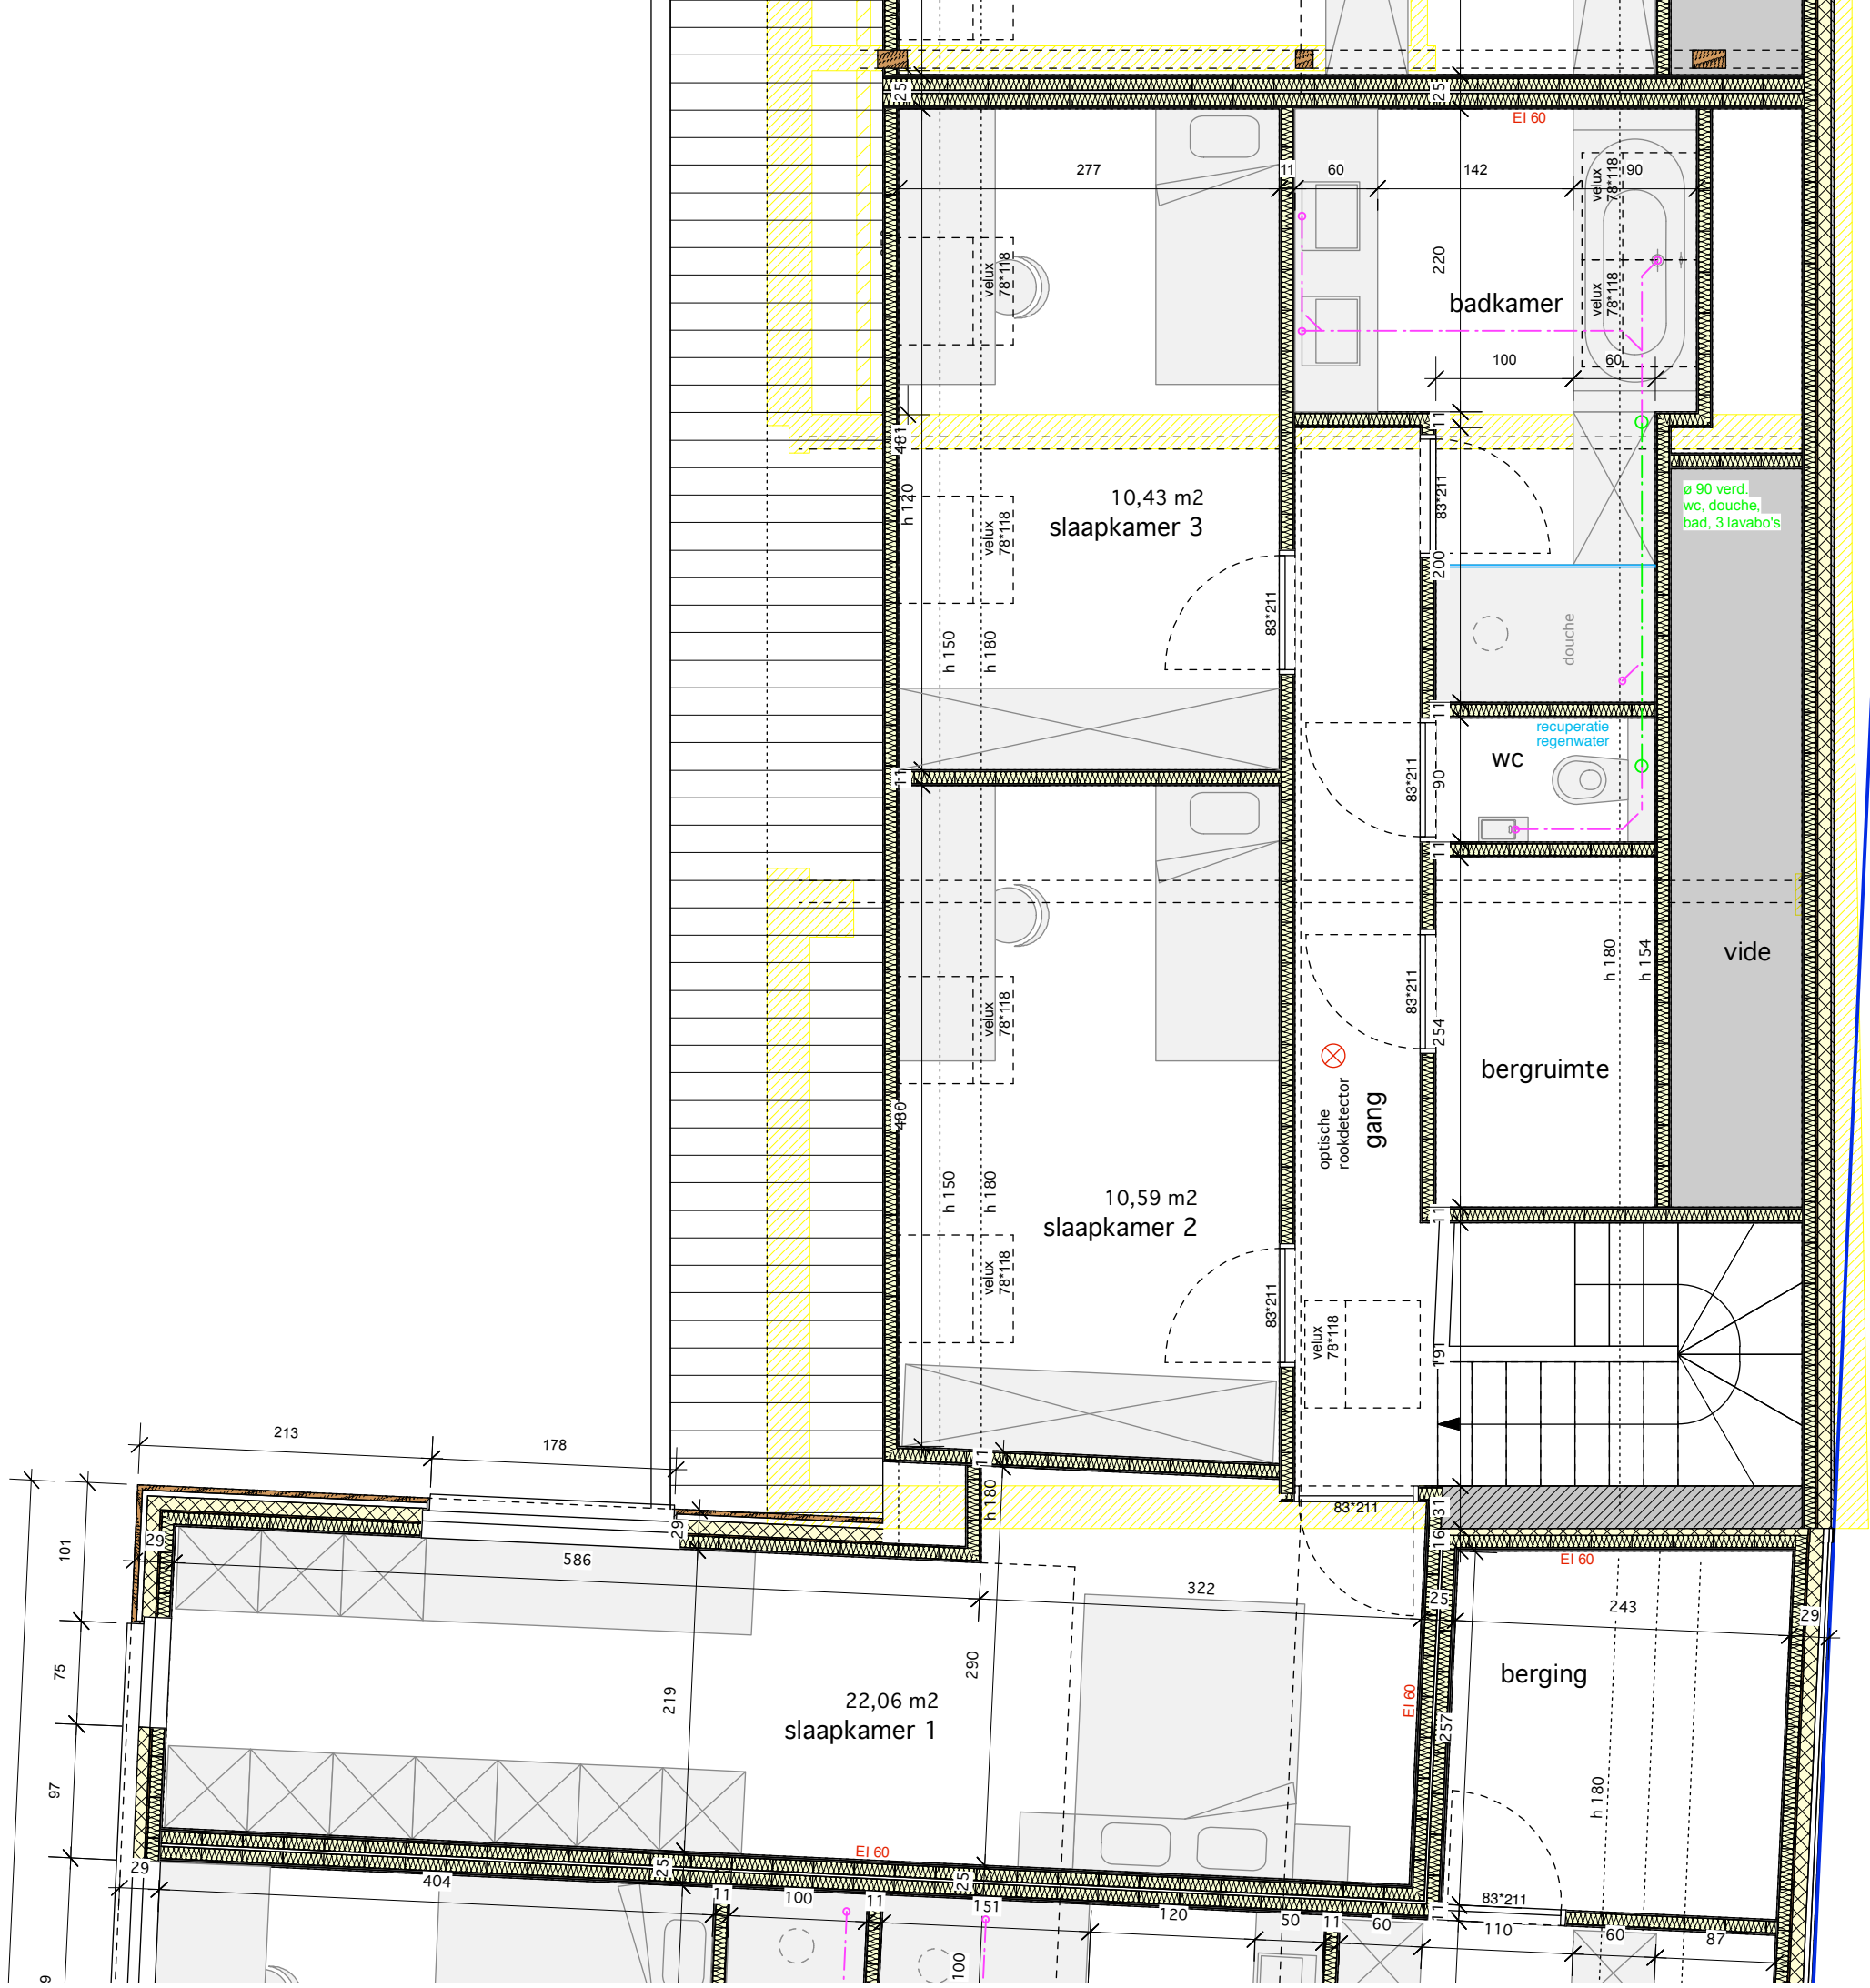 25
25
EI 60
277
11
60
142
90
velux
78*118
velux
78*118
220
badkamer
velux
78*118
100
60
11
481
h 120
10,43 m2
slaapkamer 3
velux
78*118
83*211
ø 90 verd.
wc, douche,
bad, 3 lavabo's
200
83*211
h 150
h 180
douche
11
recuperatie
regenwater
wc
11
83*211
90
11
h 180
h 154
vide
velux
78*118
83*211
254
bergruimte
optische
rookdetector
gang
480
h 150
h 180
10,59 m2
slaapkamer 2
11
velux
78*118
83*211
velux
78*118
191
213
178
11
h 180
83*211
31
16
29
29
101
586
EI 60
322
25
243
29
75
219
290
22,06 m2
slaapkamer 1
EI 60
257
berging
97
h 180
EI 60
29
25
25
404
11
100
11
151
120
50
11
60
83*211
11
110
60
87
100
9